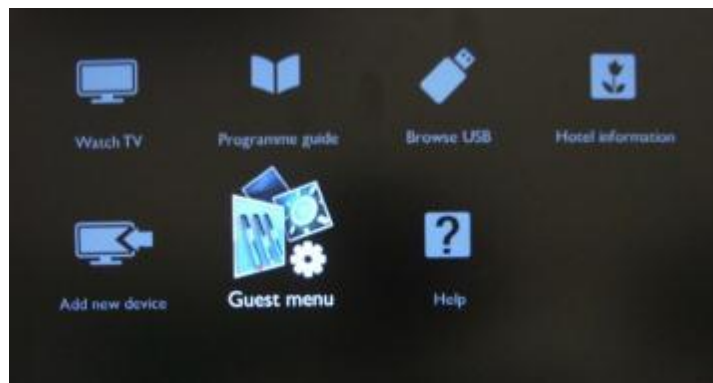 Watch TV
Programme guide
Browse USB
Hotel information
Add new device
Guest menu
?
Help